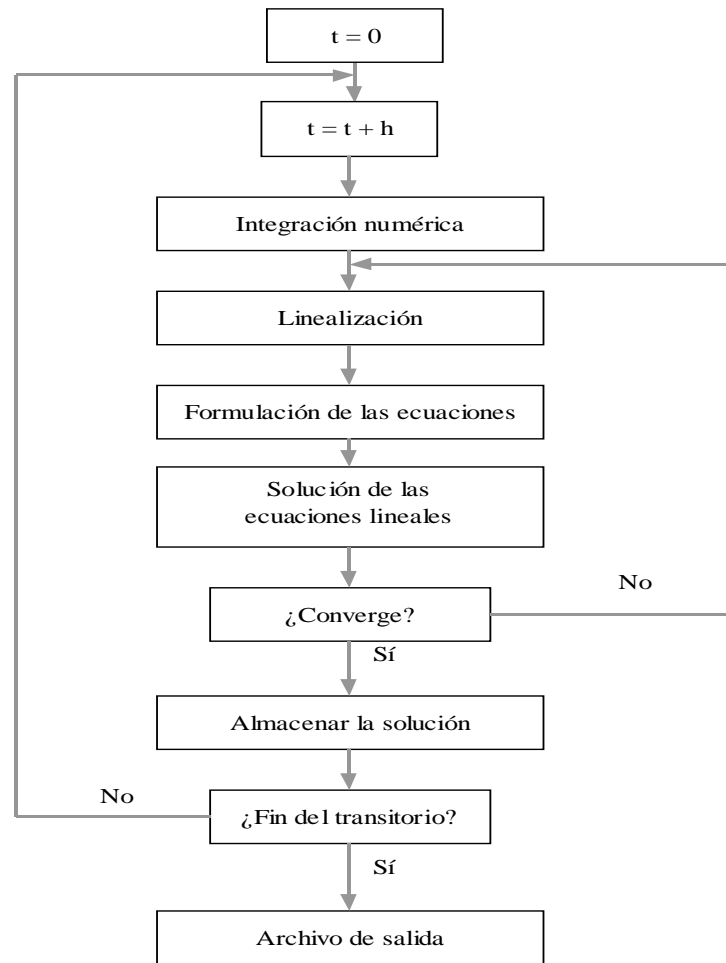 t = 0
t = t + h
Integración numérica
Linealización
Formulación de las ecuaciones
Solución de las
ecuaciones lineales
No
¿Converge?
Sí
Almacenar la solución
No
¿Fin del transitorio?
Sí
Archivo de salida